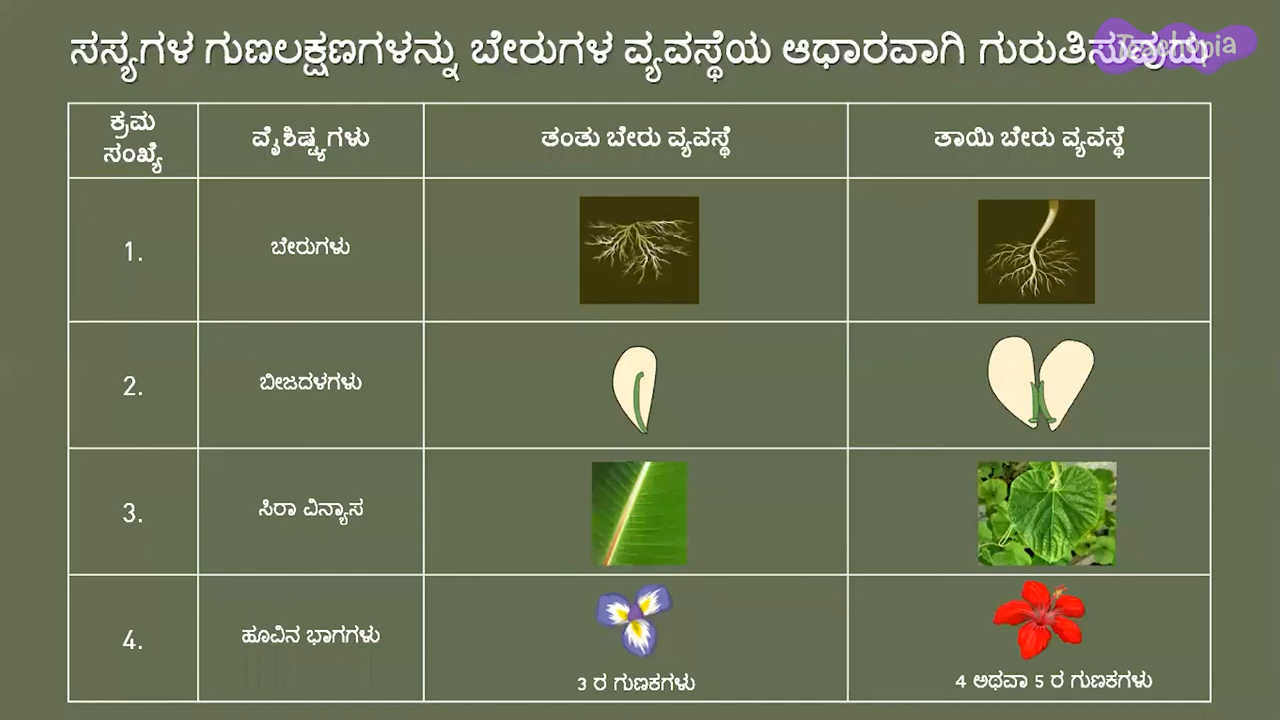 ಸಸ್ಯಗಳ ಗುಣಲಕ್ಷಣಗಳನ್ನು ಬೇರುಗಳ ವ್ಯವಸ್ಥೆಯ ಆಧಾರವಾಗಿ ಗುರುತಿಸುವುದು
ಕ್ರಮ
ಸಂಖ್ಯೆ
ವೈಶಿಷ್ಟ್ಯಗಳು
ತಂತು ಬೇರು ವ್ಯವಸ್ಥೆ
ತಾಯಿ ಬೇರು ವ್ಯವಸ್ಥೆ
1.
ಬೇರುಗಳು
2.
ಬೀಜದಳಗಳು
3.
ಸಿರಾ ವಿನ್ಯಾಸ
4.
ಹೂವಿನ ಭಾಗಗಳು
3 ರ ಗುಣಕಗಳು
4 ಅಥವಾ 5 ರ ಗುಣಕಗಳು